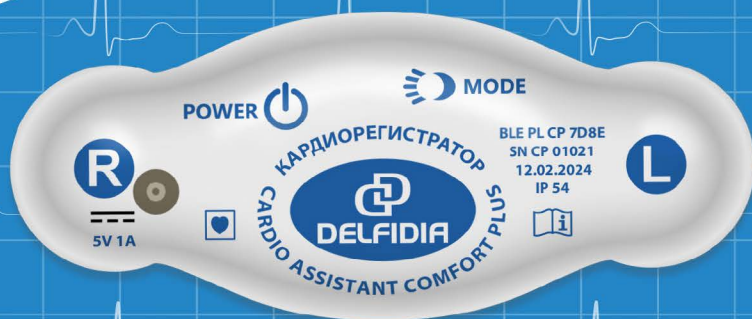 POWER
MODE
КАРДИОРЕГИСТРАТОР
BLE PL CP 7D8E
SN CP 01021
12.02.2024
IP 54
R
L
DELFIDIA
5V 1A
i
CARDIO ASSISTANT COMFORT PLUS